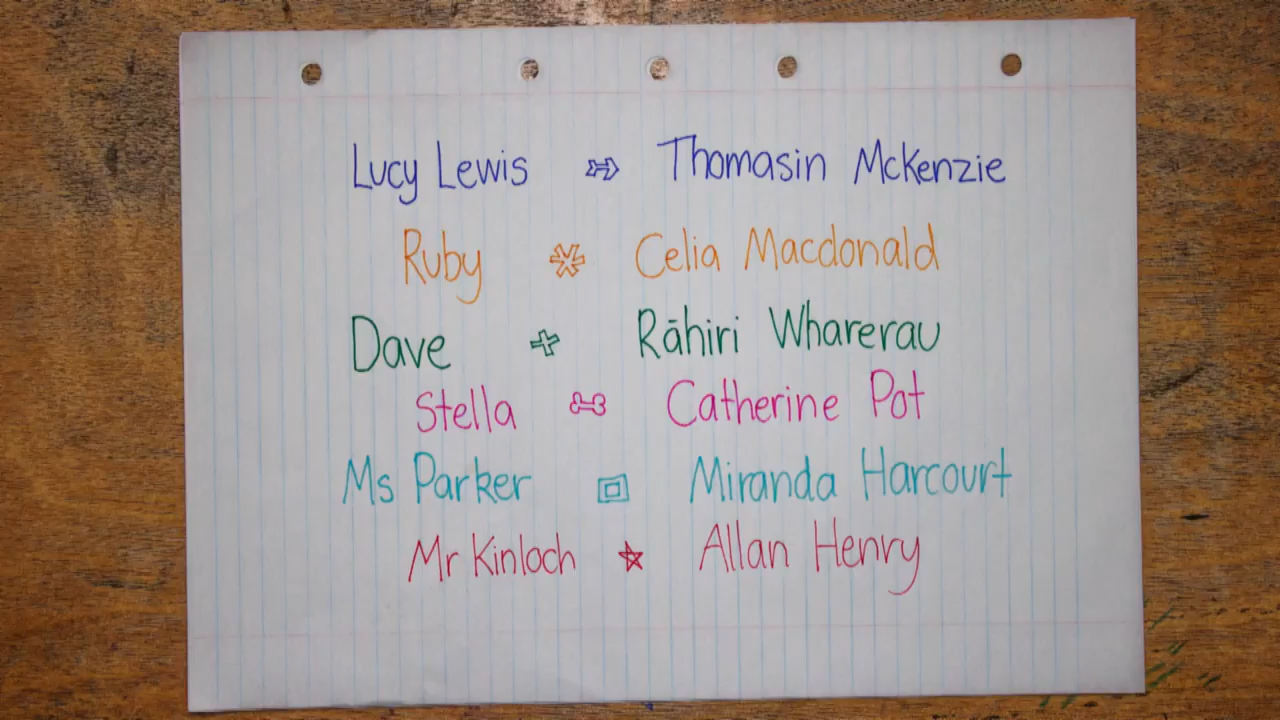 Lucy Lewis Thomasin McKenzie
Ruby Celia Macdonald
Dave Rāhiri Wharerau
Stella Catherine Pot
Ms Parker Miranda Harcourt
Mr Kinloch Allan Henry